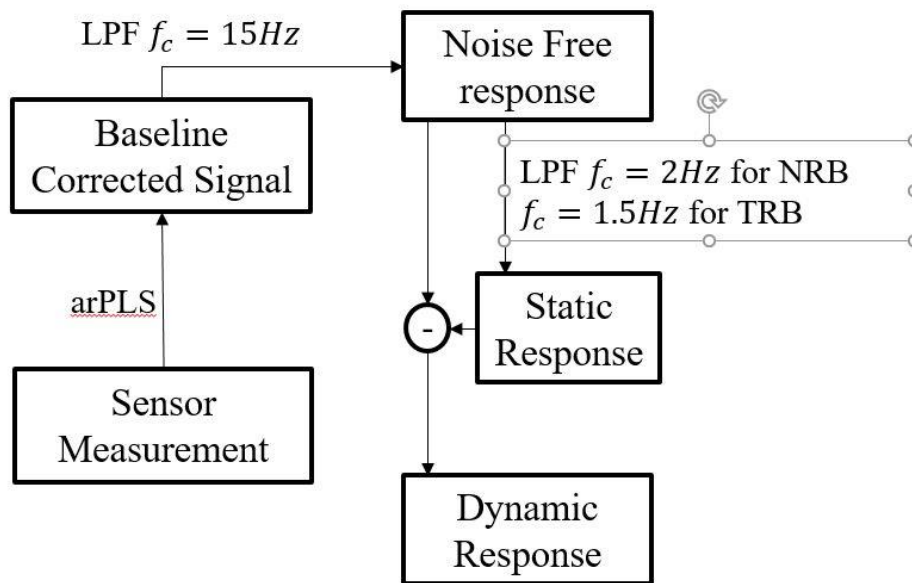 LPF f_c = 15Hz
Noise Free
response
Baseline
Corrected Signal
LPF f_c = 2Hz for NRB
f_c = 1.5Hz for TRB
arPLS
-
Static
Response
Sensor
Measurement
Dynamic
Response